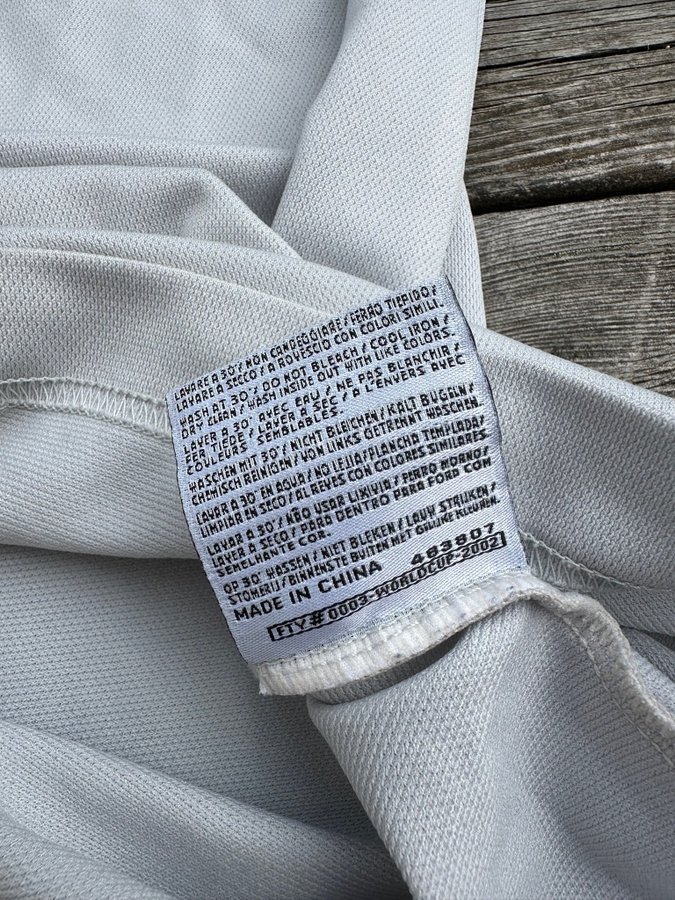 LAVARE A 30°/ NON CANDEGGIARE / FERRO TIEPIDO /
LAVARE A SECCO / A ROVESCIO CON COLORI SIMILI.
WASH AT 30°/ DO NOT BLEACH / COOL IRON /
DRY CLEAN / WASH INSIDE OUT WITH LIKE COLORS.
LAVER A 30°. AVEC EAU / NE PAS BLANCHIR /
FER TIEDE / LAVER A SEC / A L'ENVERS AVEC
COULEURS SEMALABLES.
WASCHEN MIT 30°/ NICHT BLEICHEN / KALT BUGELN /
CHEMISCH REINIGEN / VON LINKS GETRENNT WASCHEN
LAVAR A 30° EN AGUA / NO LEJIA / PLANCHA TEMPLADA /
LIMPIAR EN SECO / AL REVES CON COLORES SIMILARES.
LAVAR A 30°/ NÃO USAR LIXIVIA / FERRO MORNO /
LAVER À SECO / PARA DENTRO PARA FORA COM
SEMELHANTE COR.
OP 30° WASSEN / NIET BLEKEN / LAUW STRIJKEN /
STOMERIJ / BINNENSTE BUITEN MET GELIJKE KLEUREN.
MADE IN CHINA 483807
FTY# 0003-WORLDCUP-2002